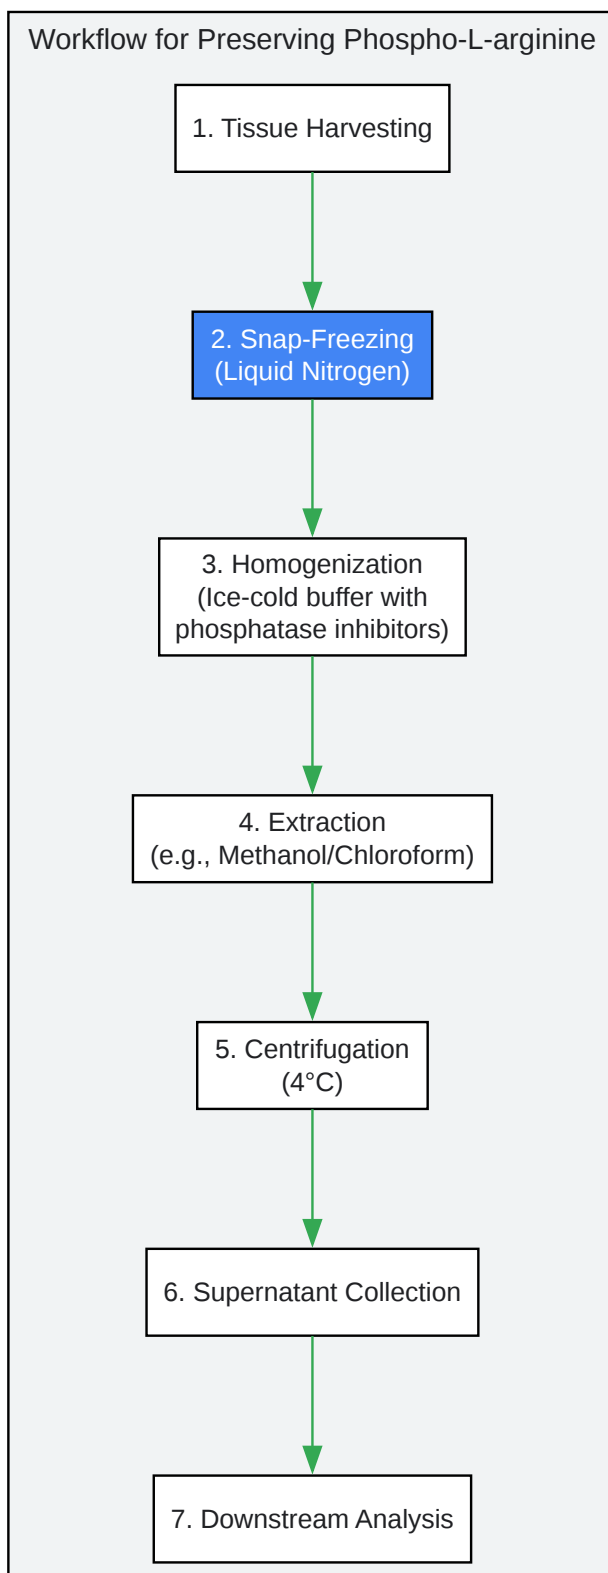 Workflow for Preserving Phospho-L-arginine
1. Tissue Harvesting
2. Snap-Freezing
(Liquid Nitrogen)
3. Homogenization
(Ice-cold buffer with
phosphatase inhibitors)
4. Extraction
(e.g., Methanol/Chloroform)
5. Centrifugation
(4°C)
6. Supernatant Collection
7. Downstream Analysis